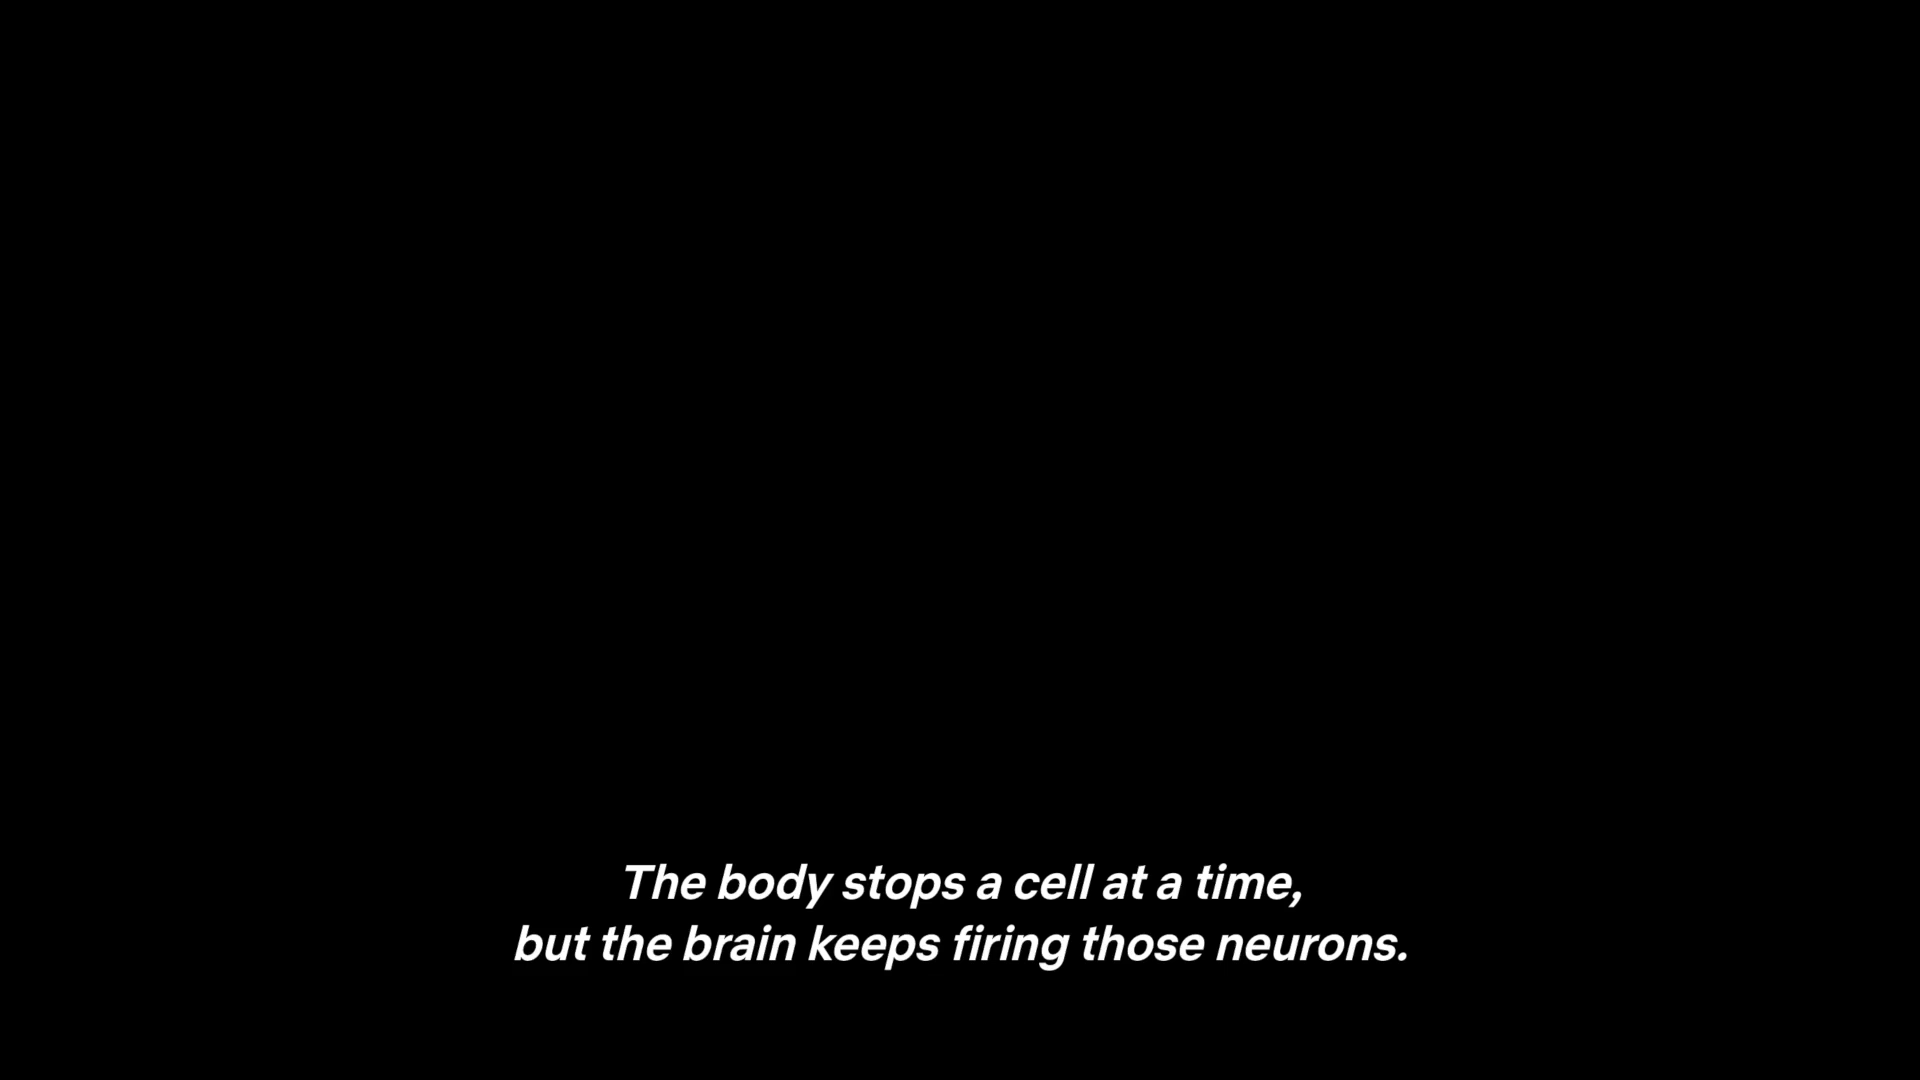 The body stops a cell at a time,
but the brain keeps firing those neurons.